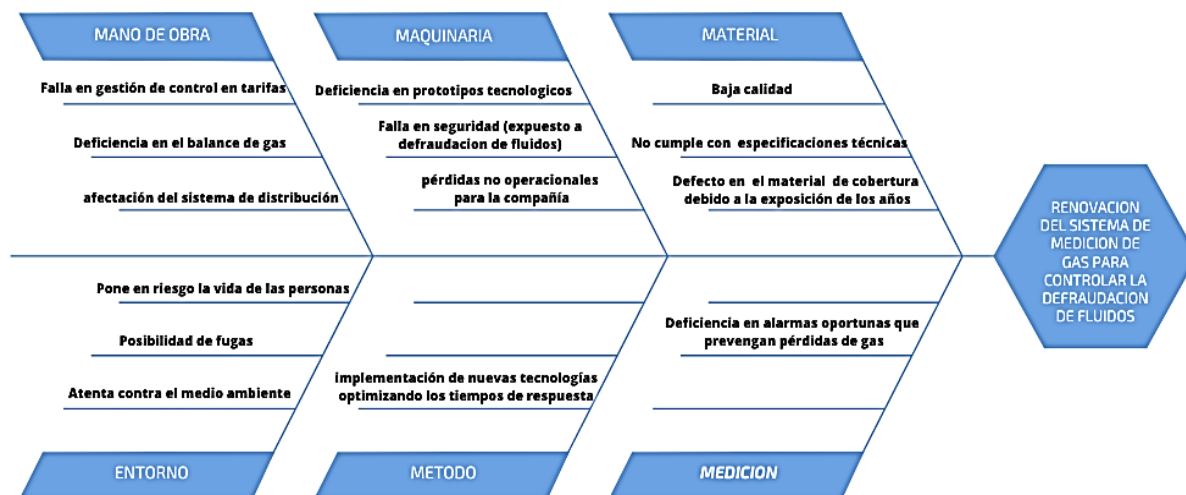 MANO DE OBRA
MAQUINARIA
MATERIAL
Falla en gestión de control en tarifas
Deficiencia en el balance de gas
afectación del sistema de distribución
Deficiencia en prototipos tecnologicos
Falla en seguridad (expuesto a
defraudacion de fluidos)
pérdidas no operacionales
para la compañía
Baja calidad
No cumple con especificaciones técnicas
Defecto en el material de cobertura
debido a la exposición de los años
RENOVACION
DEL SISTEMA DE
MEDICION DE
GAS PARA
CONTROLAR LA
DEFRAUDACION
DE FLUIDOS
Pone en riesgo la vida de las personas
Posibilidad de fugas
Atenta contra el medio ambiente
implementación de nuevas tecnologías
optimizando los tiempos de respuesta
Deficiencia en alarmas oportunas que
prevengan pérdidas de gas
ENTORNO
METODO
MEDICION